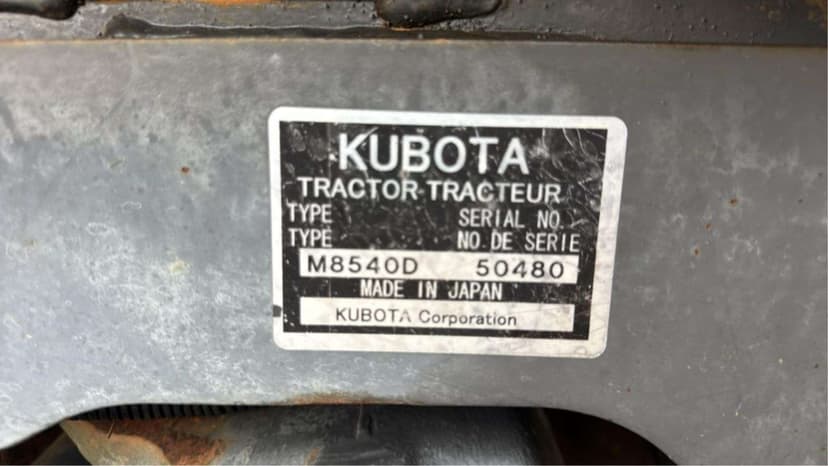 KUBOTA
TRACTOR·TRACTEUR
TYPE SERIAL NO.
TYPE NO.DE SERIE
M8540D 50480
MADE IN JAPAN
KUBOTA Corporation